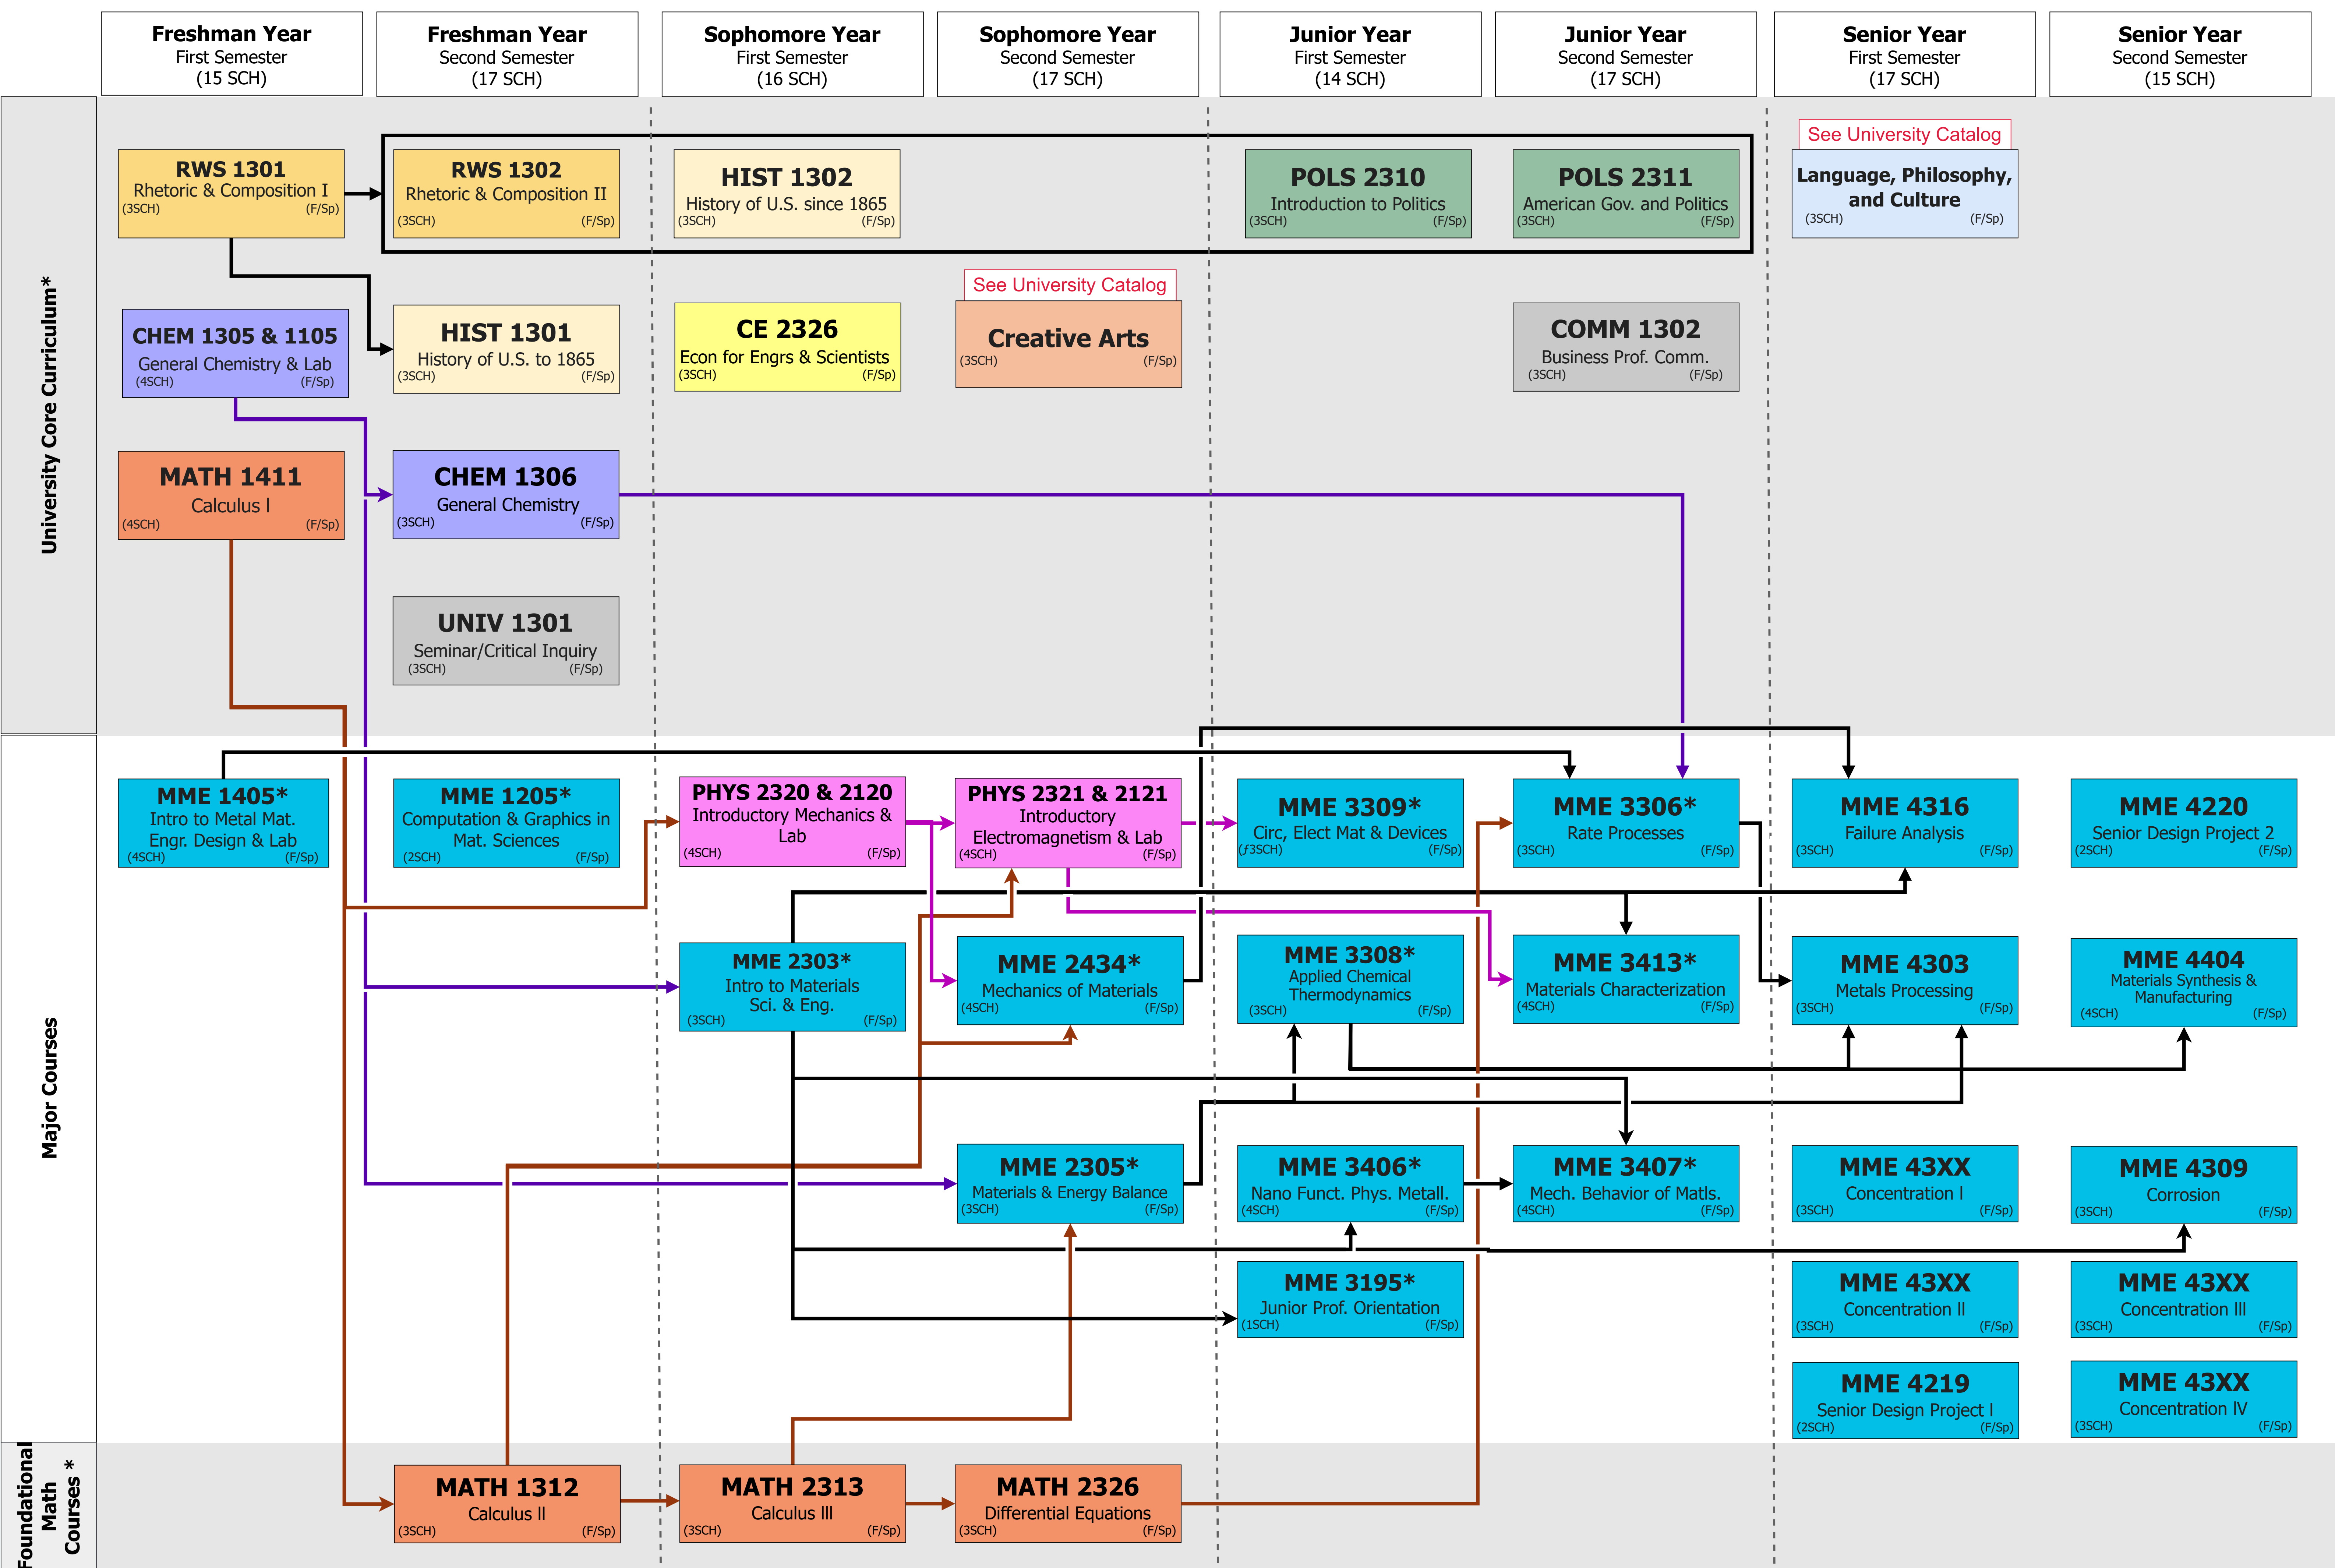 Freshman Year
First Semester
(15 SCH)
Freshman Year
Second Semester
(17 SCH)
Sophomore Year
First Semester
(16 SCH)
Sophomore Year
Second Semester
(17 SCH)
Junior Year
First Semester
(14 SCH)
Junior Year
Second Semester
(17 SCH)
Senior Year
First Semester
(17 SCH)
Senior Year
Second Semester
(15 SCH)
University Core Curriculum*
RWS 1301
Rhetoric & Composition I
(3SCH) (F/Sp)
RWS 1302
Rhetoric & Composition II
(3SCH) (F/Sp)
HIST 1302
History of U.S. since 1865
(3SCH) (F/Sp)
POLS 2310
Introduction to Politics
(3SCH) (F/Sp)
POLS 2311
American Gov. and Politics
(3SCH) (F/Sp)
See University Catalog
Language, Philosophy,
and Culture
(3SCH) (F/Sp)
CHEM 1305 & 1105
General Chemistry & Lab
(4SCH) (F/Sp)
HIST 1301
History of U.S. to 1865
(3SCH) (F/Sp)
CE 2326
Econ for Engrs & Scientists
(3SCH) (F/Sp)
See University Catalog
Creative Arts
(3SCH) (F/Sp)
COMM 1302
Business Prof. Comm.
(3SCH) (F/Sp)
MATH 1411
Calculus I
(4SCH) (F/Sp)
CHEM 1306
General Chemistry
(3SCH) (F/Sp)
UNIV 1301
Seminar/Critical Inquiry
(3SCH) (F/Sp)
Major Courses
MME 1405*
Intro to Metal Mat.
Engr. Design & Lab
(4SCH) (F/Sp)
MME 1205*
Computation & Graphics in
Mat. Sciences
(2SCH) (F/Sp)
PHYS 2320 & 2120
Introductory Mechanics &
Lab
(4SCH) (F/Sp)
PHYS 2321 & 2121
Introductory
Electromagnetism & Lab
(4SCH) (F/Sp)
MME 3309*
Circ, Elect Mat & Devices
(ƒ3SCH) (F/Sp)
MME 3306*
Rate Processes
(3SCH) (F/Sp)
MME 4316
Failure Analysis
(3SCH) (F/Sp)
MME 4220
Senior Design Project 2
(2SCH) (F/Sp)
MME 2303*
Intro to Materials
Sci. & Eng.
(3SCH) (F/Sp)
MME 2434*
Mechanics of Materials
(4SCH) (F/Sp)
MME 3308*
Applied Chemical
Thermodynamics
(3SCH) (F/Sp)
MME 3413*
Materials Characterization
(4SCH) (F/Sp)
MME 4303
Metals Processing
(3SCH) (F/Sp)
MME 4404
Materials Synthesis &
Manufacturing
(4SCH) (F/Sp)
MME 2305*
Materials & Energy Balance
(3SCH) (F/Sp)
MME 3406*
Nano Funct. Phys. Metall.
(4SCH) (F/Sp)
MME 3407*
Mech. Behavior of Matls.
(4SCH) (F/Sp)
MME 43XX
Concentration I
(3SCH) (F/Sp)
MME 4309
Corrosion
(3SCH) (F/Sp)
MME 3195*
Junior Prof. Orientation
(1SCH) (F/Sp)
MME 43XX
Concentration II
(3SCH) (F/Sp)
MME 43XX
Concentration III
(3SCH) (F/Sp)
MME 4219
Senior Design Project I
(2SCH) (F/Sp)
MME 43XX
Concentration IV
(3SCH) (F/Sp)
Foundational
Math
Courses *
MATH 1312
Calculus II
(3SCH) (F/Sp)
MATH 2313
Calculus III
(3SCH) (F/Sp)
MATH 2326
Differential Equations
(3SCH) (F/Sp)